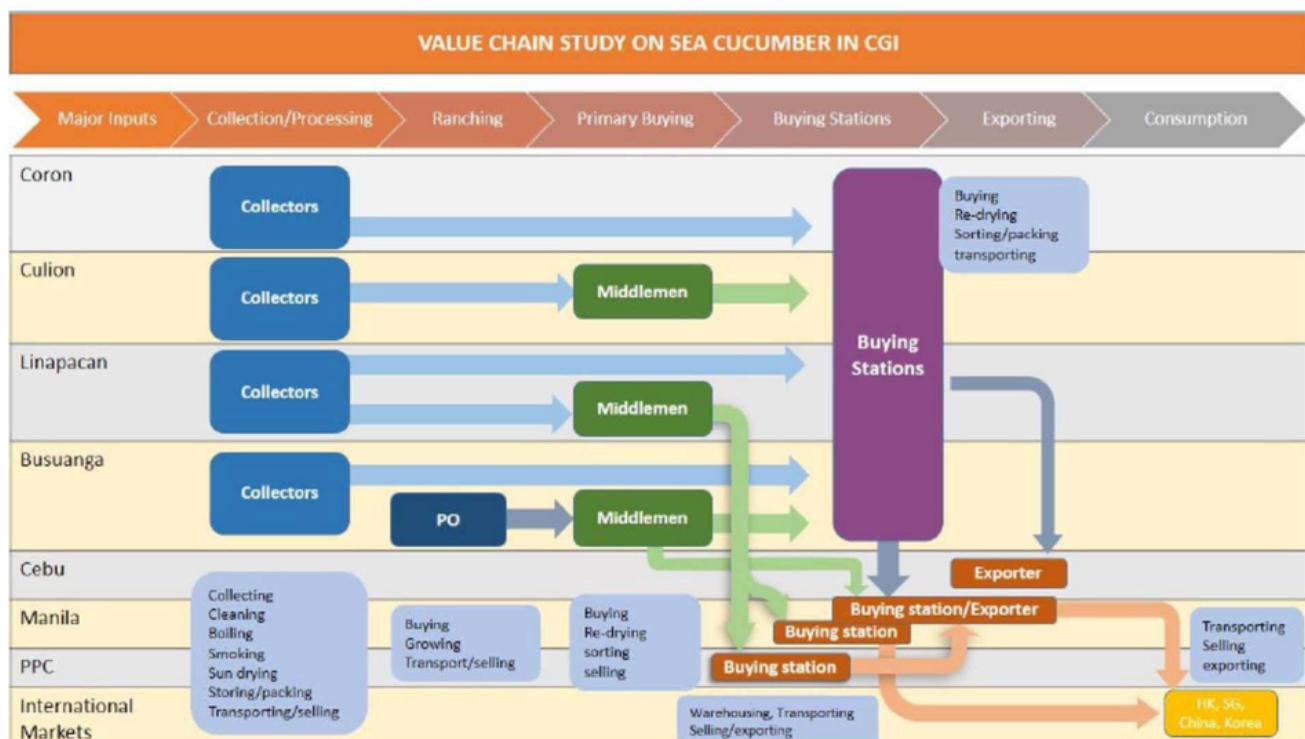 VALUE CHAIN STUDY ON SEA CUCUMBER IN CGI
Major Inputs
Collection/Processing
Ranching
Primary Buying
Buying Stations
Exporting
Consumption
Coron
Collectors
Buying
Re-drying
Sorting/packing
transporting
Culion
Collectors
Middlemen
Buying
Stations
Linapacan
Collectors
Middlemen
Busuanga
Collectors
PO
Middlemen
Cebu
Exporter
Manila
Collecting
Cleaning
Boiling
Smoking
Sun drying
Storing/packing
Transporting/selling
Buying
Growing
Transport/selling
Buying
Re-drying
sorting
selling
Buying station/Exporter
Buying station
Transporting
Selling
exporting
PPC
Buying station
International
Markets
Warehousing, Transporting
Selling/exporting
HK, SG,
China, Korea